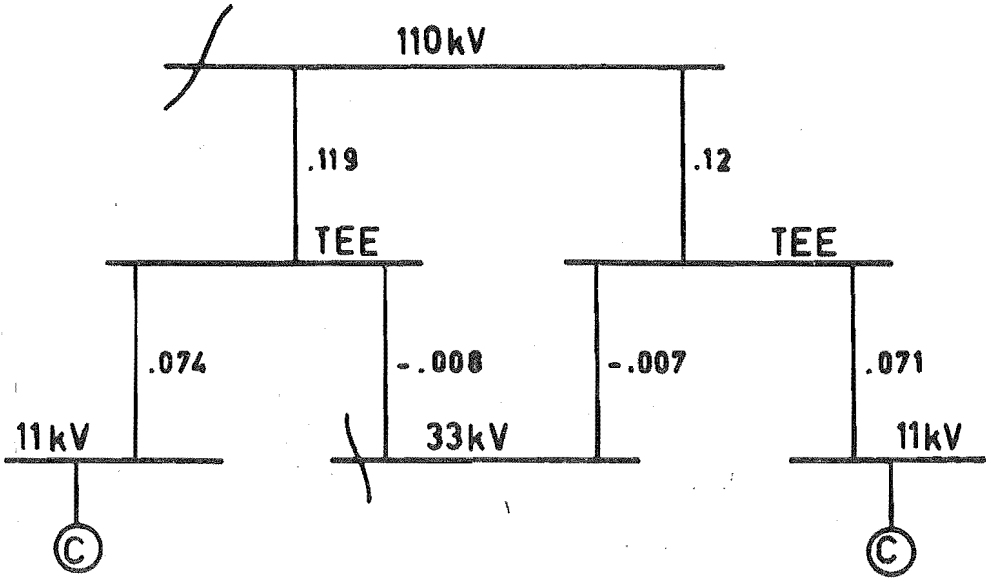 110kV
.119
.12
TEE
TEE
.074
-.008
-.007
.071
11kV
33kV
11kV
C
C